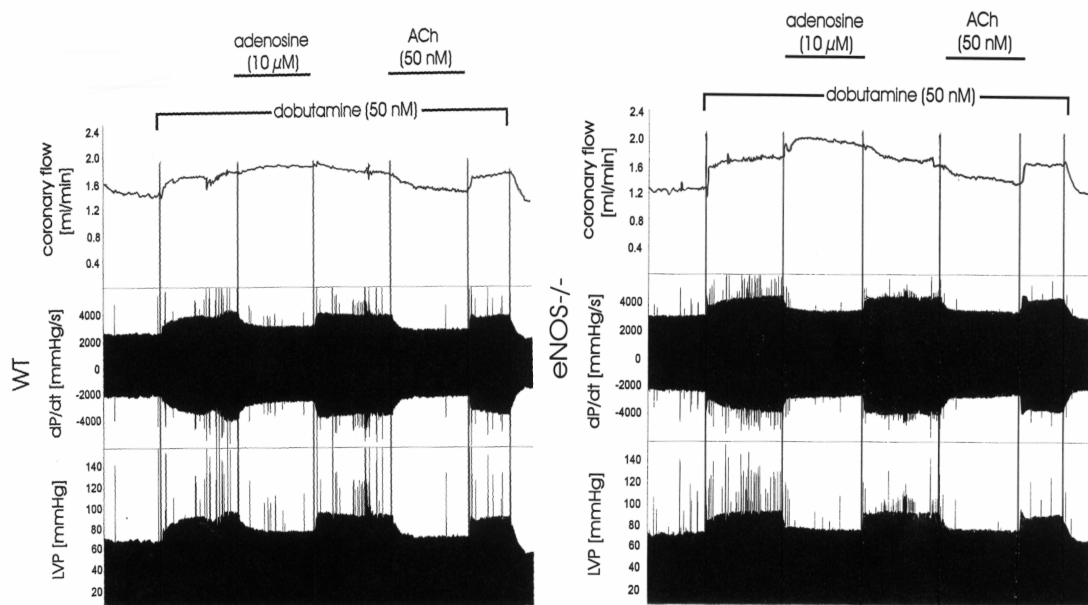 adenosine
(10 µM)
ACh
(50 nM)
dobutamine (50 nM)
WT
coronary flow
[ml/min]
2.4
2.0
1.6
1.2
0.8
0.4
dP/dt [mmHg/s]
4000
2000
0
-2000
-4000
LVP [mmHg]
140
120
100
80
60
40
20
adenosine
(10 µM)
ACh
(50 nM)
dobutamine (50 nM)
eNOS-/-
coronary flow
[ml/min]
2.4
2.0
1.6
1.2
0.8
0.4
dP/dt [mmHg/s]
4000
2000
0
-2000
-4000
LVP [mmHg]
140
120
100
80
60
40
20